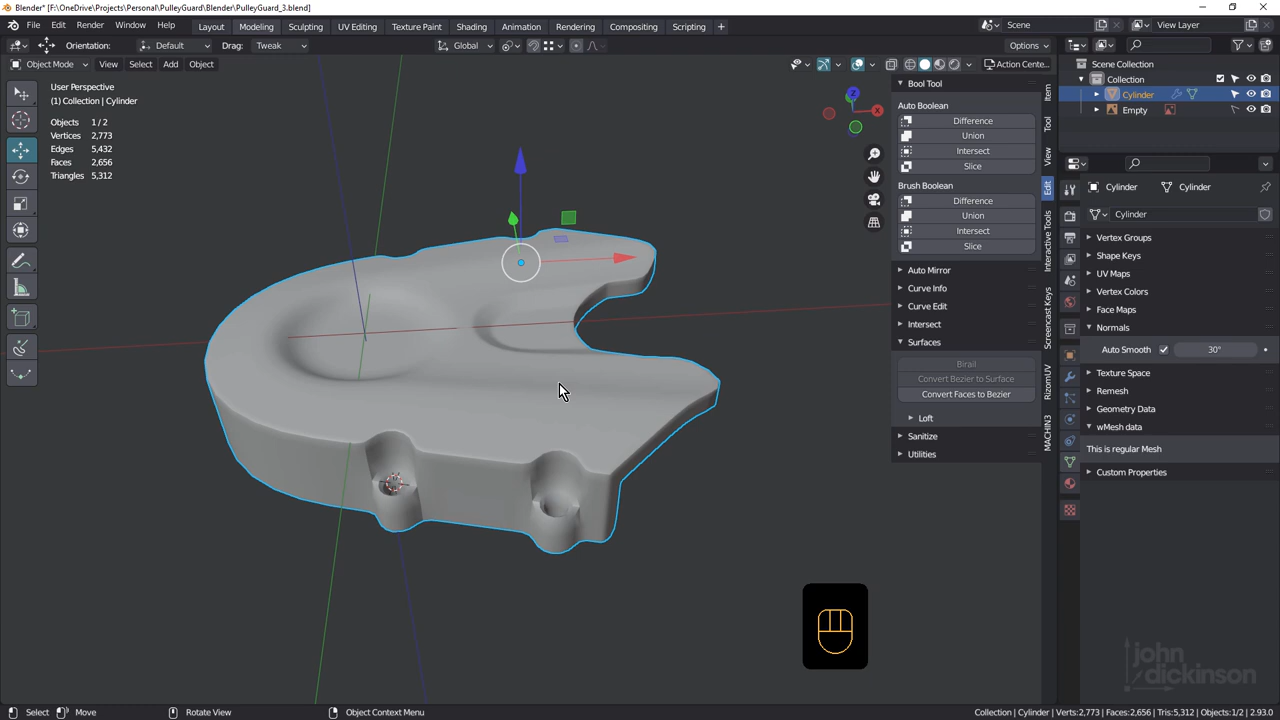 Blender* [F:\OneDrive\Projects\Personal\PulleyGuard\Blender\PulleyGuard_3.blend]
File Edit Render Window Help Layout Modeling Sculpting UV Editing Texture Paint Shading Animation Rendering Compositing Scripting + Scene View Layer
Orientation: Default Drag: Tweak Global Options
Object Mode View Select Add Object Action Cente...
User Perspective
(1) Collection | Cylinder
Objects 1 / 2
Vertices 2,773
Edges 5,432
Faces 2,656
Triangles 5,312
Z
X
Bool Tool
Auto Boolean
Difference
Union
Intersect
Slice
Brush Boolean
Difference
Union
Intersect
Slice
Auto Mirror
Curve Info
Curve Edit
Intersect
Surfaces
Birail
Convert Bezier to Surface
Convert Faces to Bezier
Loft
Sanitize
Utilities
Item
Tool
View
Edit
Interactive Tools
Screencast Keys
RizomUV
MACHIN3
Scene Collection
Collection
Cylinder
Empty
Cylinder Cylinder
Cylinder
Vertex Groups
Shape Keys
UV Maps
Vertex Colors
Face Maps
Normals
Auto Smooth 30°
Texture Space
Remesh
Geometry Data
wMesh data
This is regular Mesh
Custom Properties
john
dickinson
Select Move Rotate View Object Context Menu Collection | Cylinder | Verts:2,773 | Faces:2,656 | Tris:5,312 | Objects:1/2 | 2.93.0